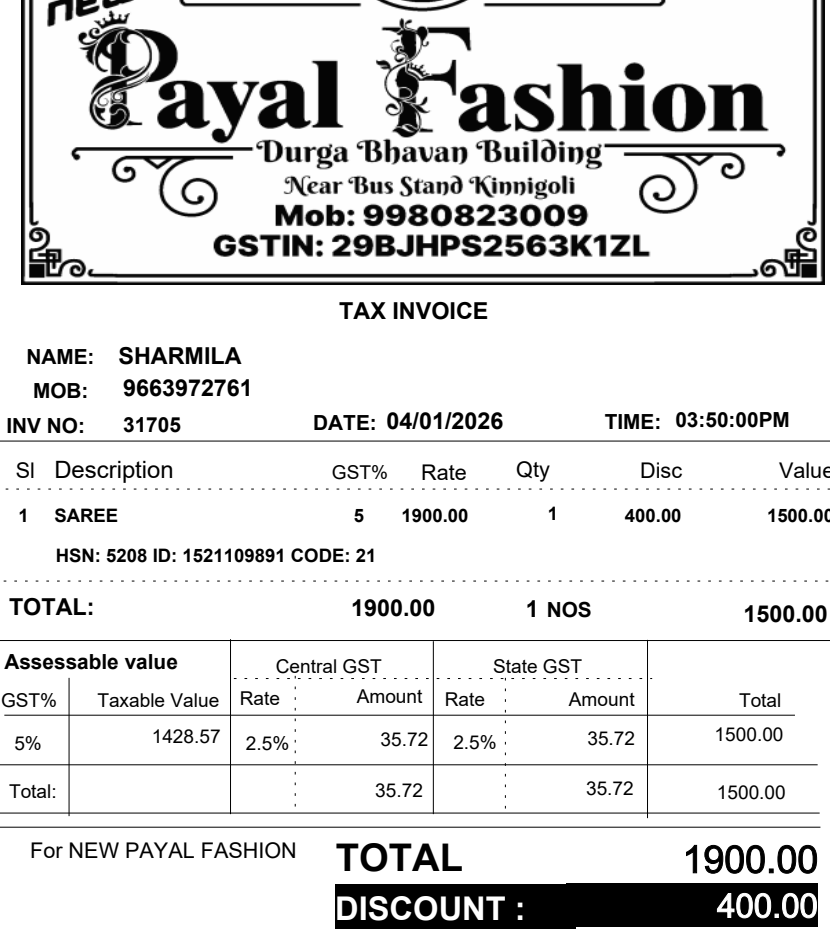 new
Payal Fashion
Durga Bhavan Building
Near Bus Stand Kinnigoli
Mob: 9980823009
GSTIN: 29BJHPS2563K1ZL
TAX INVOICE
NAME: SHARMILA
MOB: 9663972761
INV NO: 31705 DATE: 04/01/2026 TIME: 03:50:00PM
Sl Description GST% Rate Qty Disc Value
1 SAREE 5 1900.00 1 400.00 1500.00
HSN: 5208 ID: 1521109891 CODE: 21
TOTAL: 1900.00 1 NOS 1500.00
Assessable value Central GST State GST
GST% Taxable Value Rate Amount Rate Amount Total
5% 1428.57 2.5% 35.72 2.5% 35.72 1500.00
Total: 35.72 35.72 1500.00
For NEW PAYAL FASHION TOTAL 1900.00
DISCOUNT : 400.00